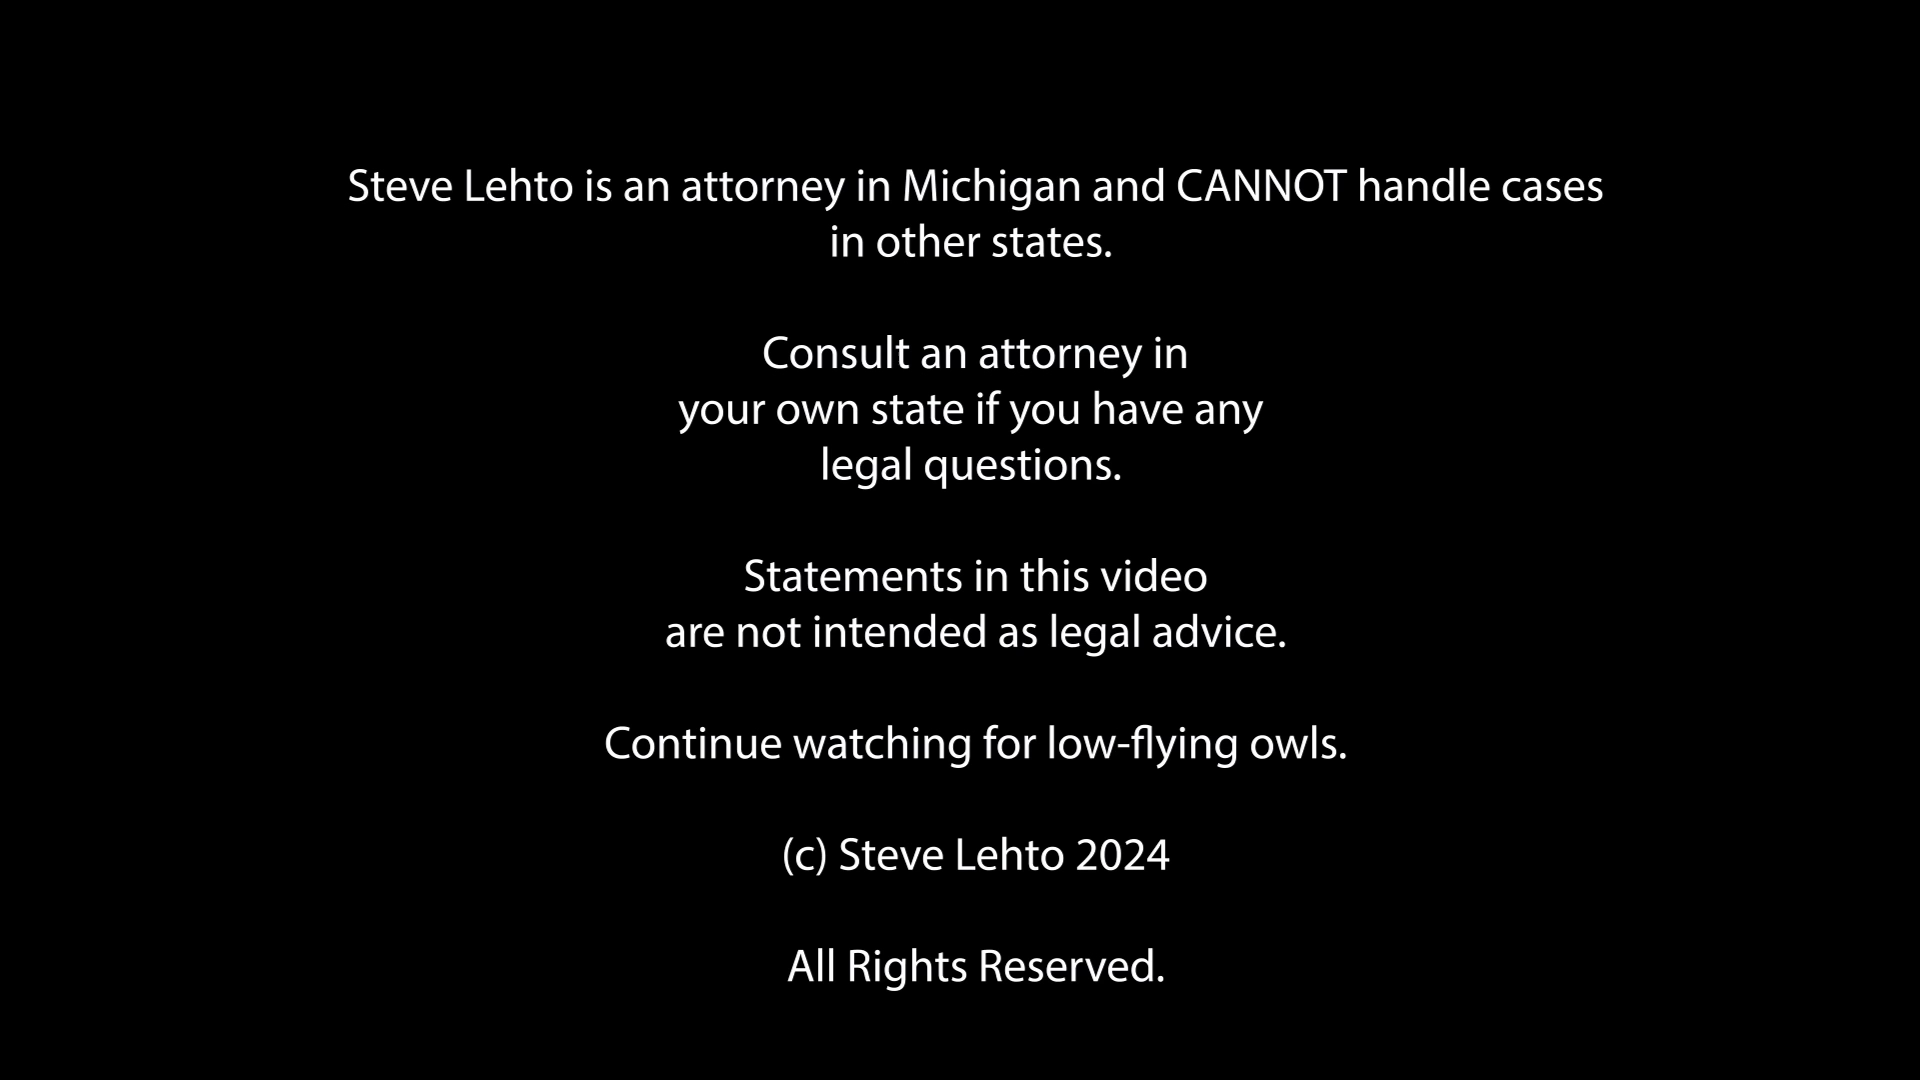 Steve Lehto is an attorney in Michigan and CANNOT handle cases
in other states.
Consult an attorney in
your own state if you have any
legal questions.
Statements in this video
are not intended as legal advice.
Continue watching for low-flying owls.
(c) Steve Lehto 2024
All Rights Reserved.